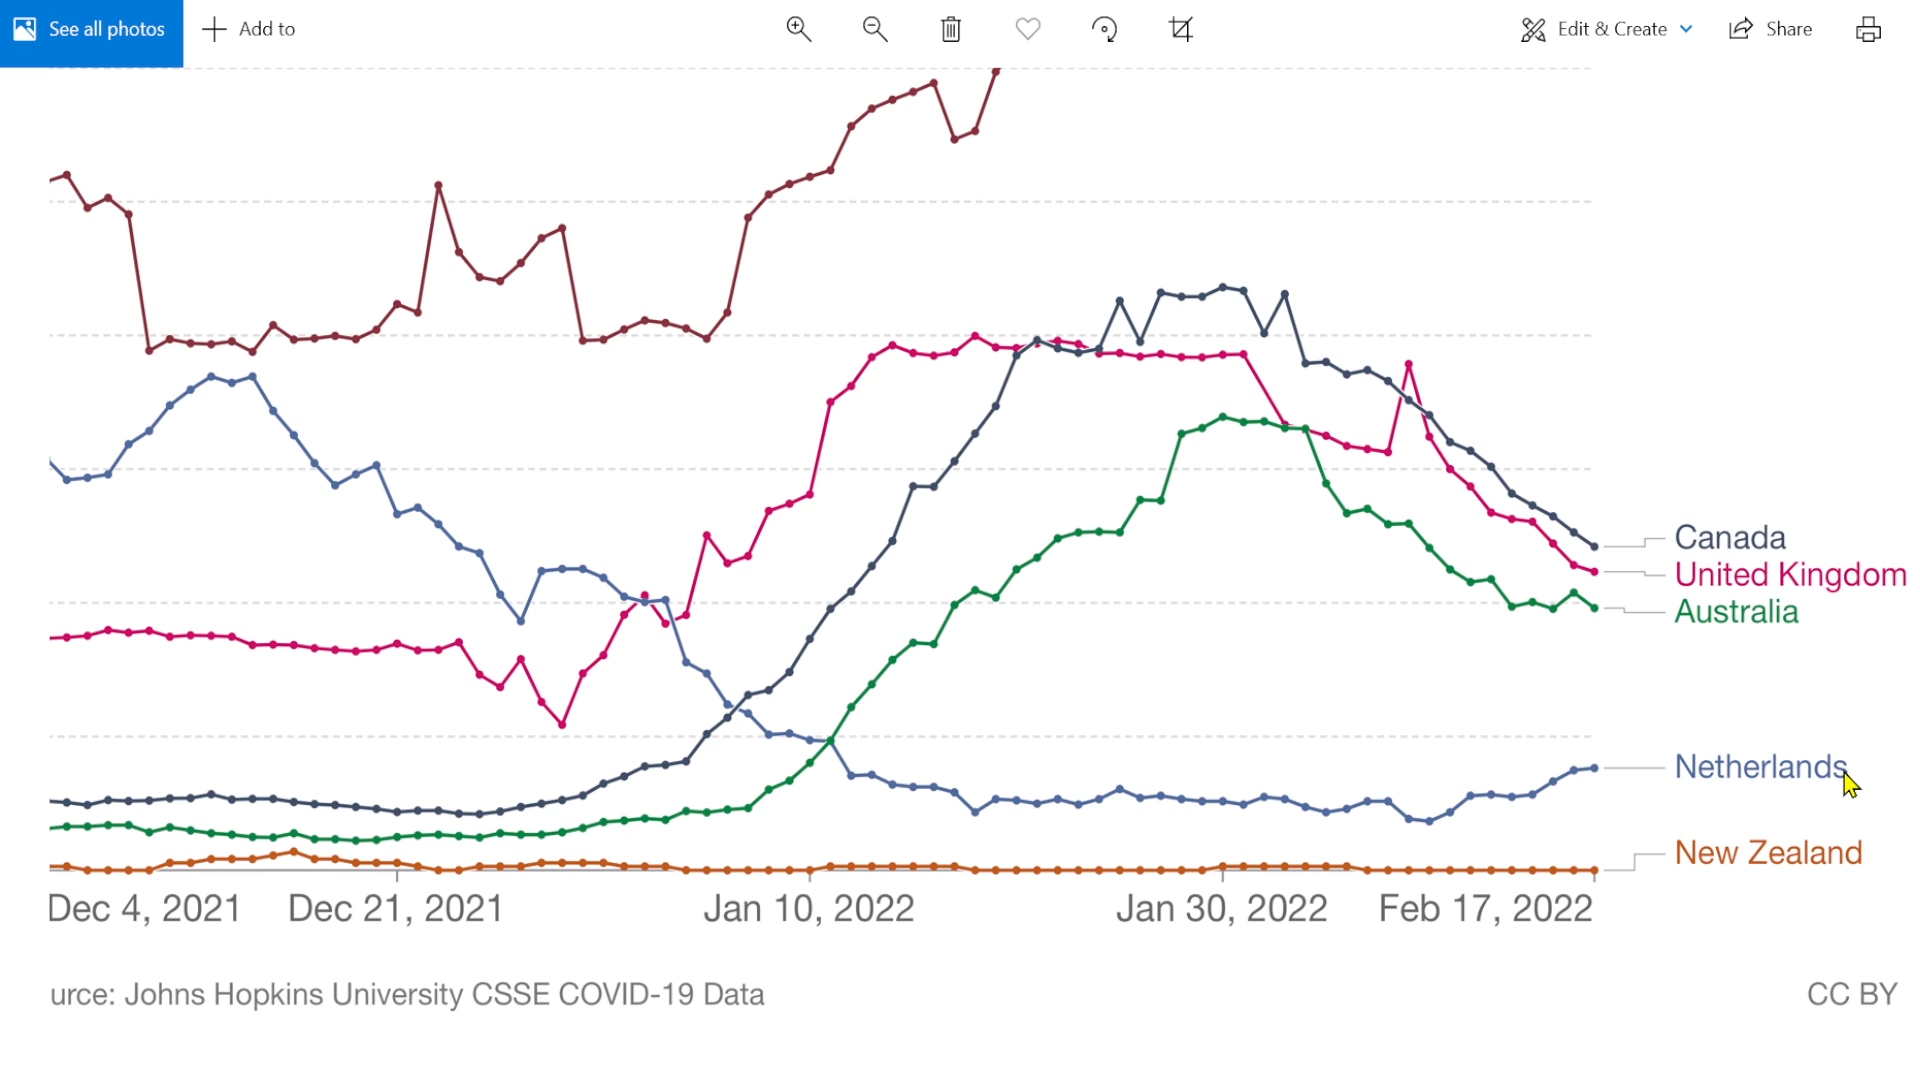 See all photos
Add to
Edit & Create
Share
Canada
United Kingdom
Australia
Netherlands
New Zealand
Dec 4, 2021
Dec 21, 2021
Jan 10, 2022
Jan 30, 2022
Feb 17, 2022
urce: Johns Hopkins University CSSE COVID-19 Data
CC BY